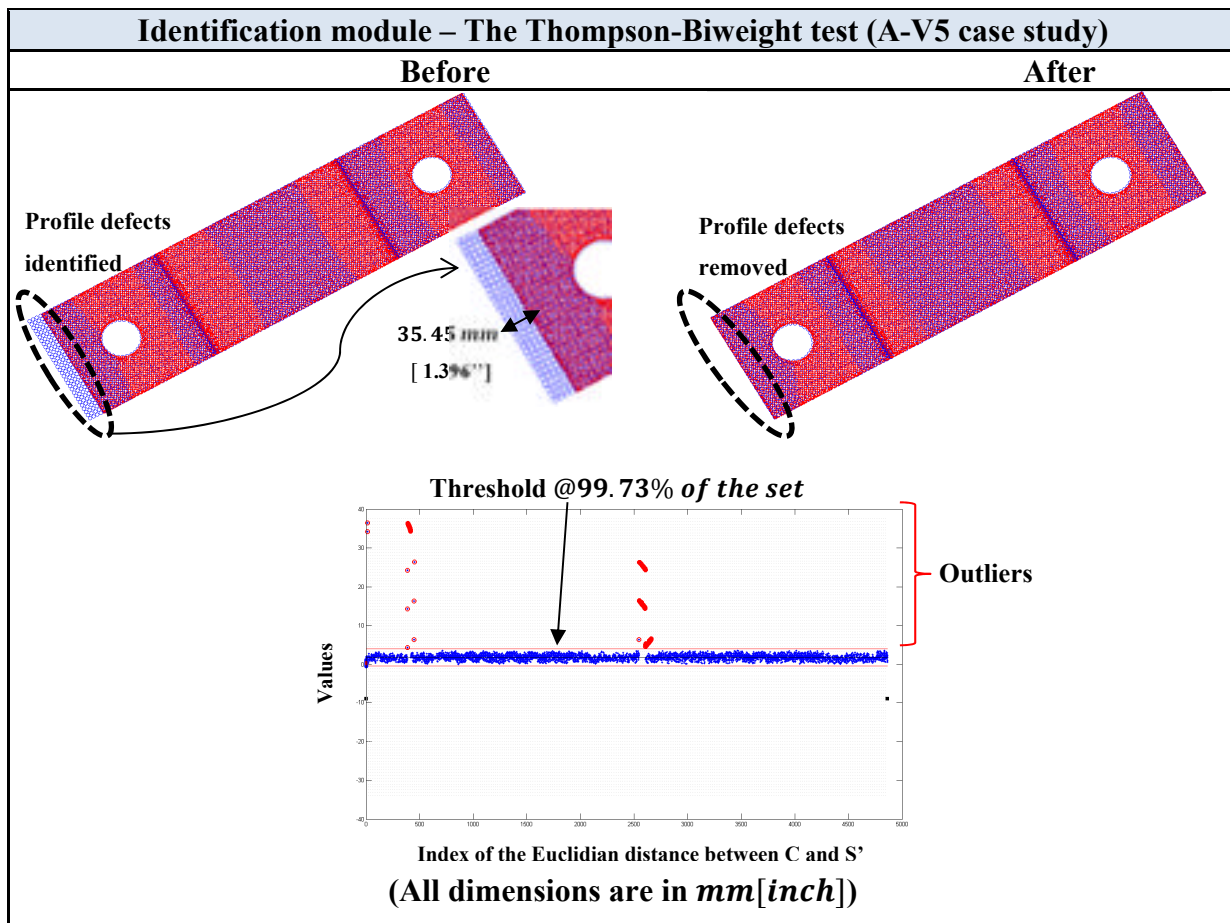 Identification module – The Thompson-Biweight test (A-V5 case study)
Before
After
Profile defects
identified
35.45 mm
[ 1.396'']
Profile defects
removed
Threshold @99.73% of the set
40
30
20
10
0
-10
-20
-30
-40
Values
Outliers
0
500
1000
1500
2000
2500
3000
3500
4000
4500
5000
Index of the Euclidian distance between C and S’
(All dimensions are in mm[inch])